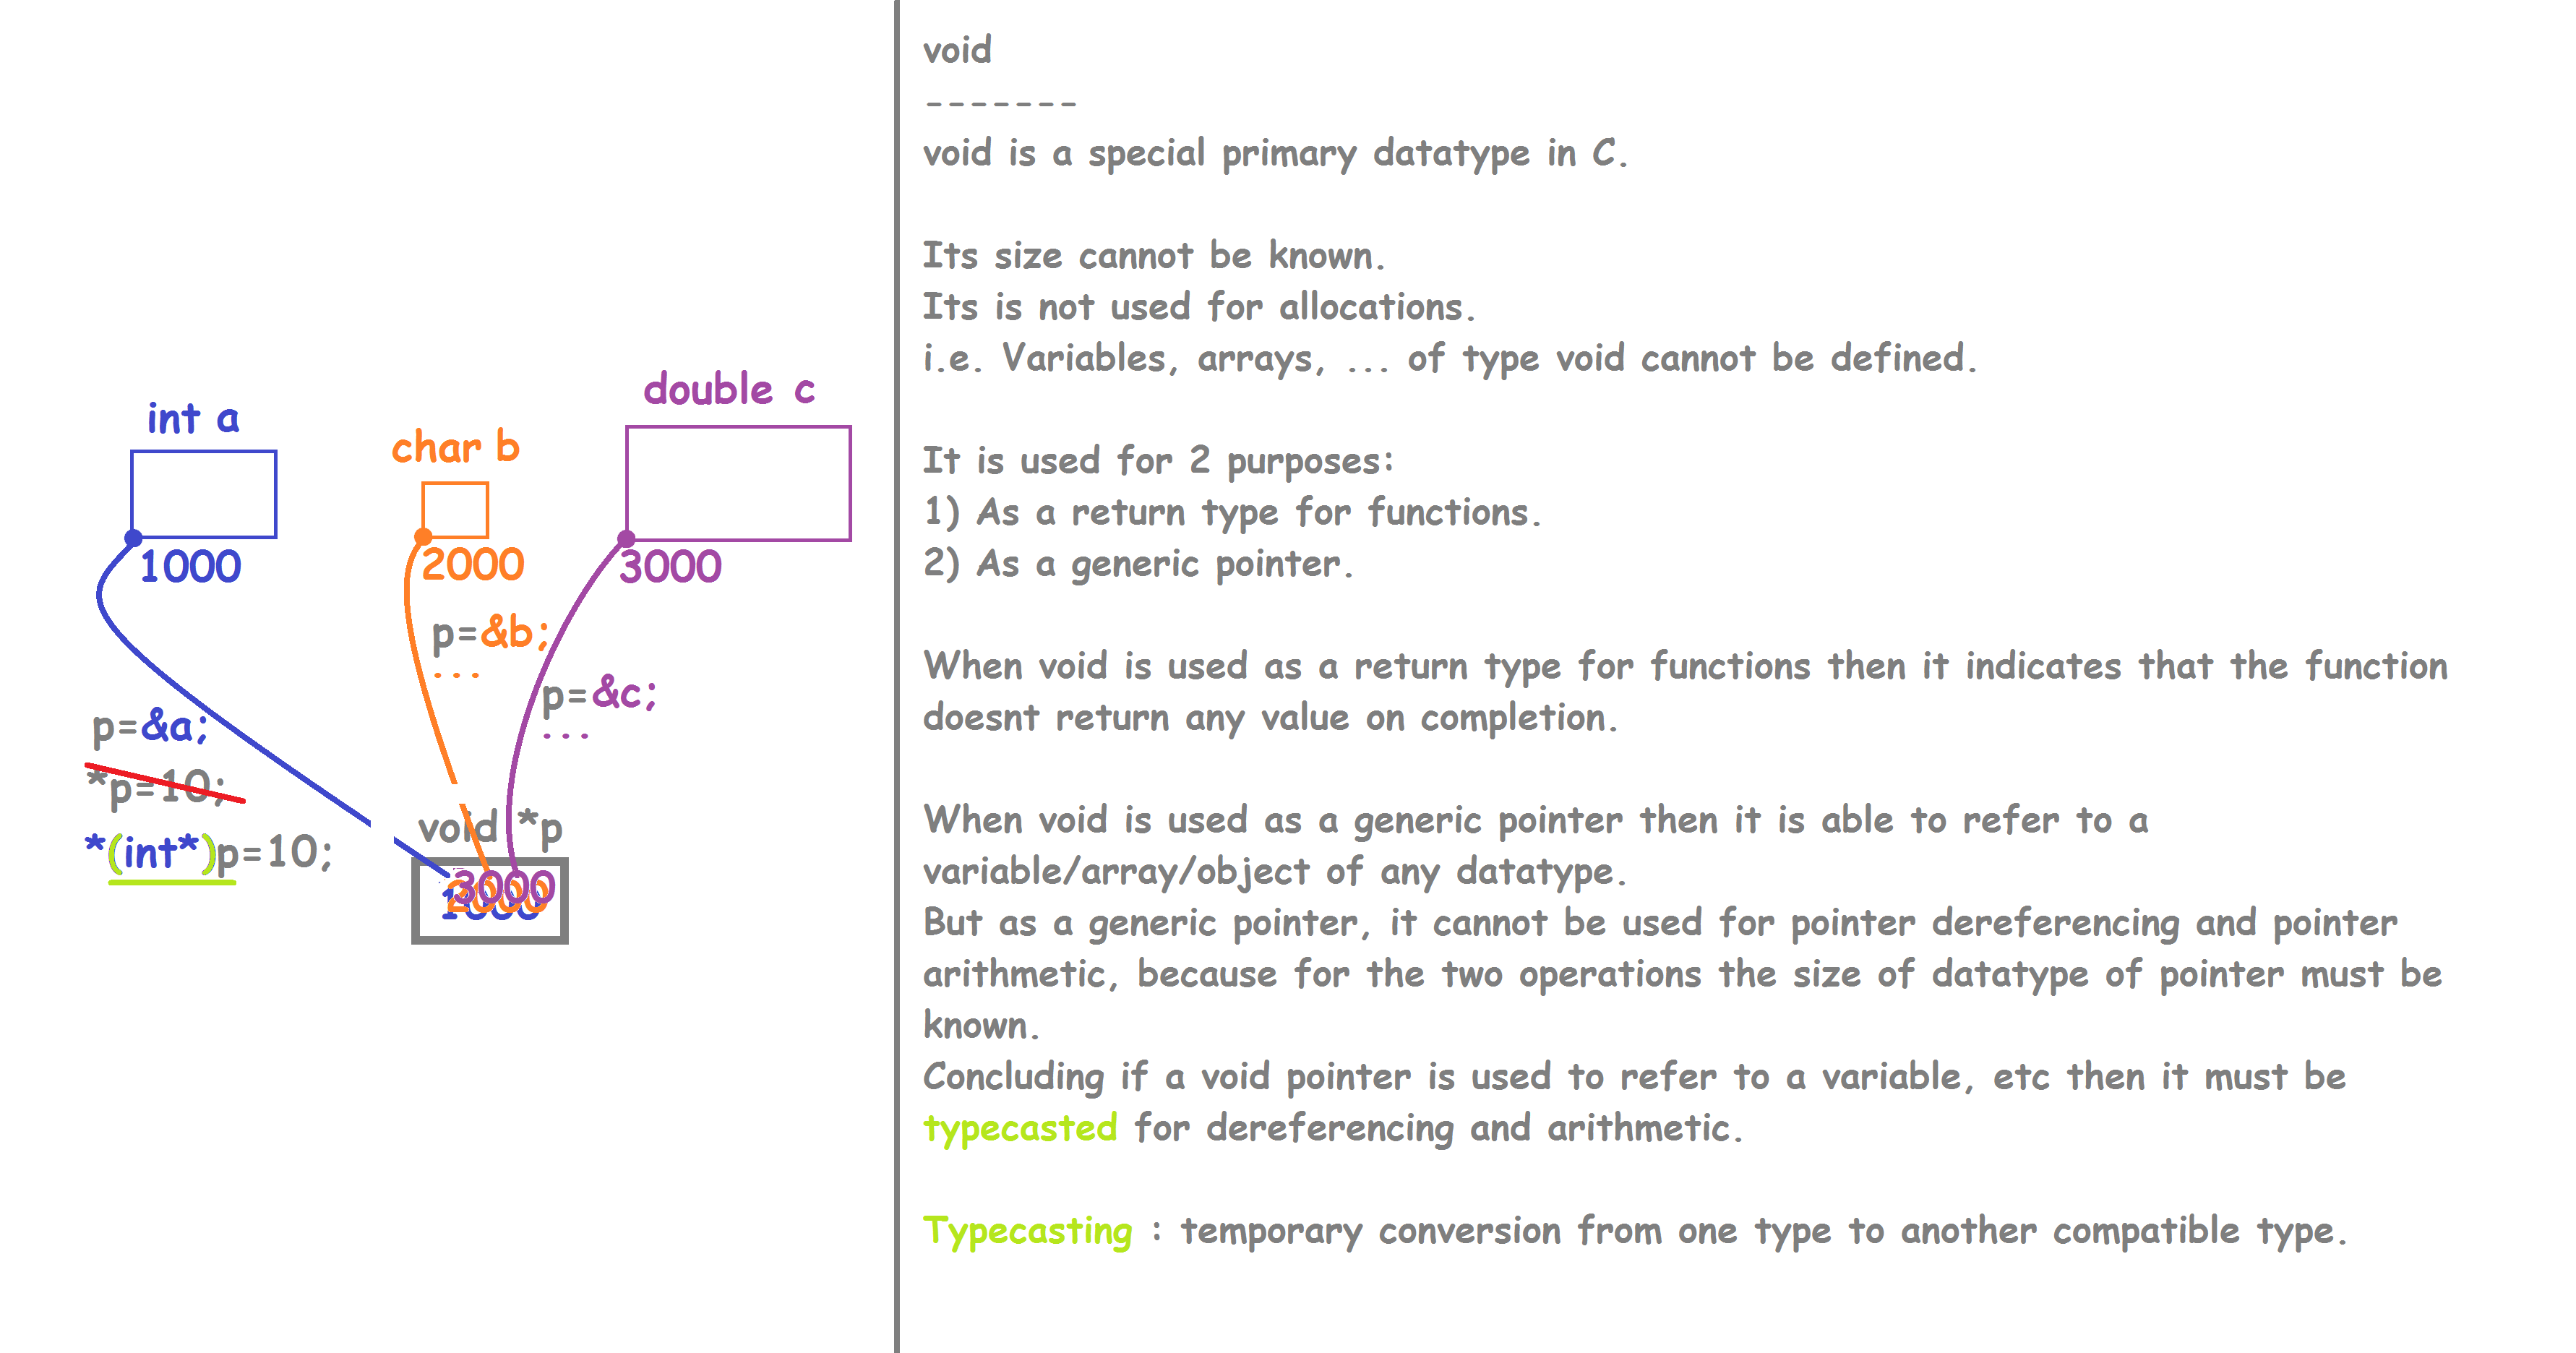 int a
char b
double c
1000
2000
3000
p=&b;
...
p=&c;
...
p=&a;
*p=10;
*(int*)p=10;
void *p
1000
2000
3000
void
-------
void is a special primary datatype in C.
Its size cannot be known.
Its is not used for allocations.
i.e. Variables, arrays, ... of type void cannot be defined.
It is used for 2 purposes:
1) As a return type for functions.
2) As a generic pointer.
When void is used as a return type for functions then it indicates that the function
doesnt return any value on completion.
When void is used as a generic pointer then it is able to refer to a
variable/array/object of any datatype.
But as a generic pointer, it cannot be used for pointer dereferencing and pointer
arithmetic, because for the two operations the size of datatype of pointer must be
known.
Concluding if a void pointer is used to refer to a variable, etc then it must be
typecasted for dereferencing and arithmetic.
Typecasting : temporary conversion from one type to another compatible type.